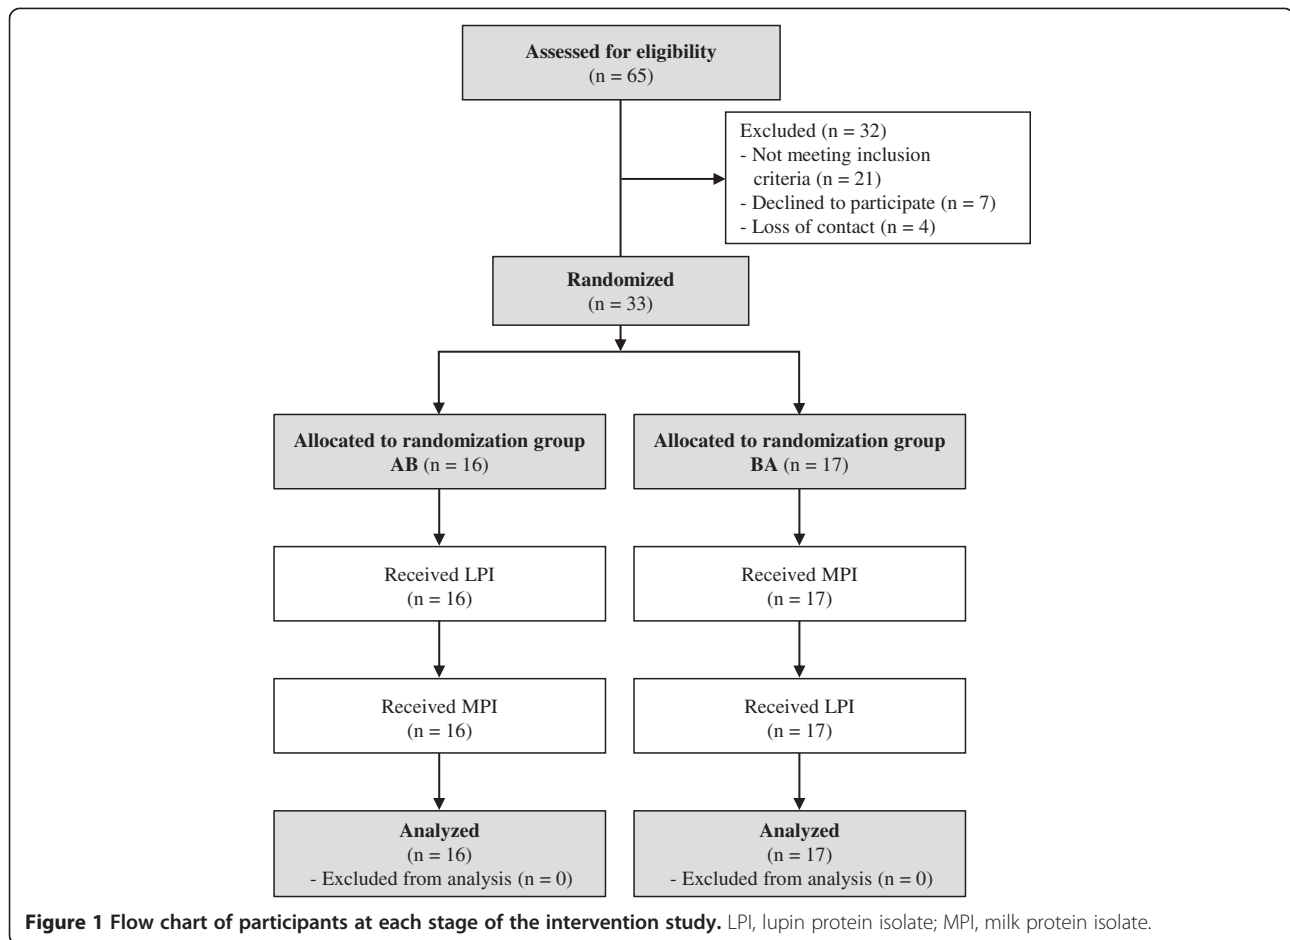 Assessed for eligibility
(n = 65)
Excluded (n = 32)
- Not meeting inclusion
criteria (n = 21)
- Declined to participate (n = 7)
- Loss of contact (n = 4)
Randomized
(n = 33)
Allocated to randomization group
AB (n = 16)
Allocated to randomization group
BA (n = 17)
Received LPI
(n = 16)
Received MPI
(n = 17)
Received MPI
(n = 16)
Received LPI
(n = 17)
Analyzed
(n = 16)
- Excluded from analysis (n = 0)
Analyzed
(n = 17)
- Excluded from analysis (n = 0)
Figure 1 Flow chart of participants at each stage of the intervention study. LPI, lupin protein isolate; MPI, milk protein isolate.